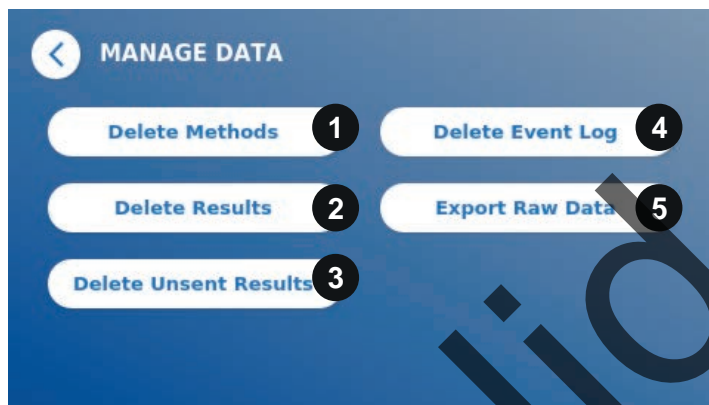 MANAGE DATA
Delete Methods 1
Delete Results 2
Delete Unsent Results 3
Delete Event Log 4
Export Raw Data 5